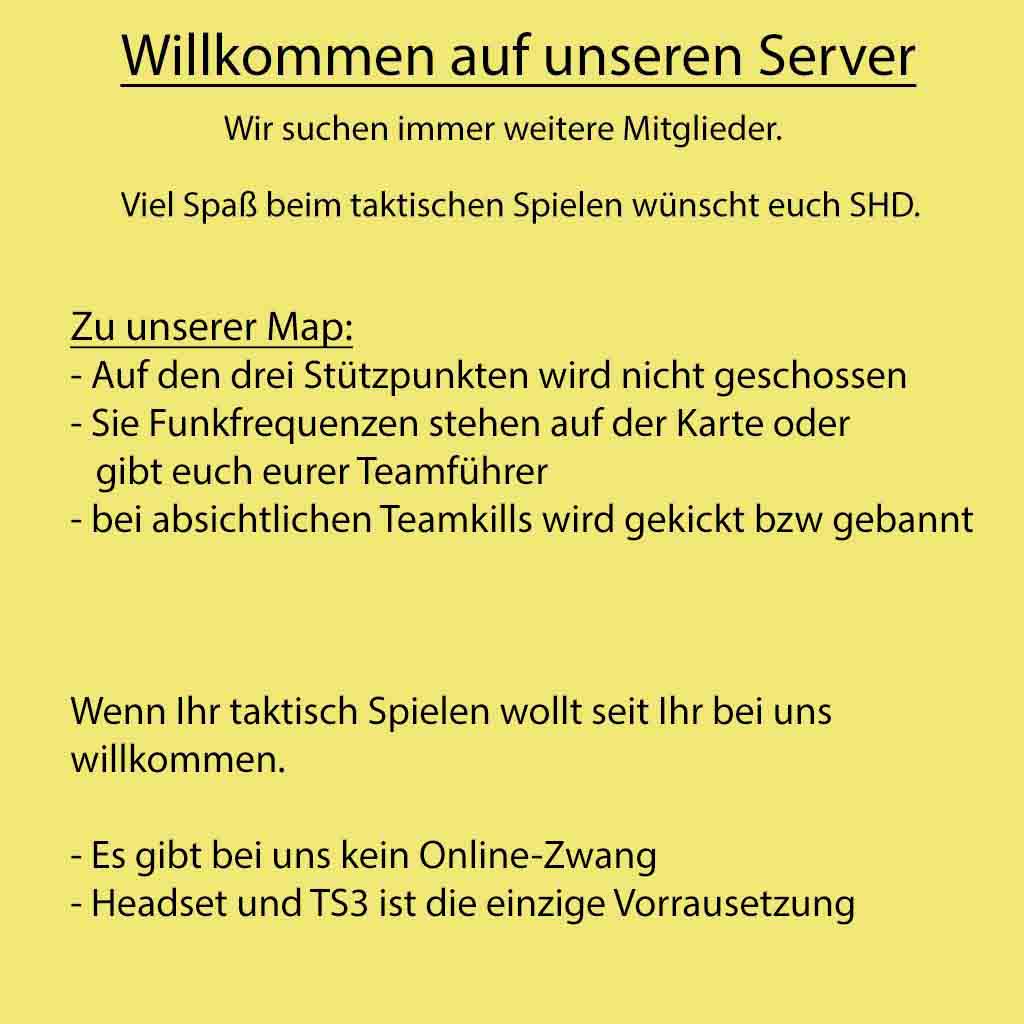 Willkommen auf unseren Server
Wir suchen immer weitere Mitglieder.
Viel Spaß beim taktischen Spielen wünscht euch SHD.
Zu unserer Map:
- Auf den drei Stützpunkten wird nicht geschossen
- Sie Funkfrequenzen stehen auf der Karte oder
gibt euch eurer Teamführer
- bei absichtlichen Teamkills wird gekickt bzw gebannt
Wenn Ihr taktisch Spielen wollt seit Ihr bei uns
willkommen.
- Es gibt bei uns kein Online-Zwang
- Headset und TS3 ist die einzige Vorrausetzung